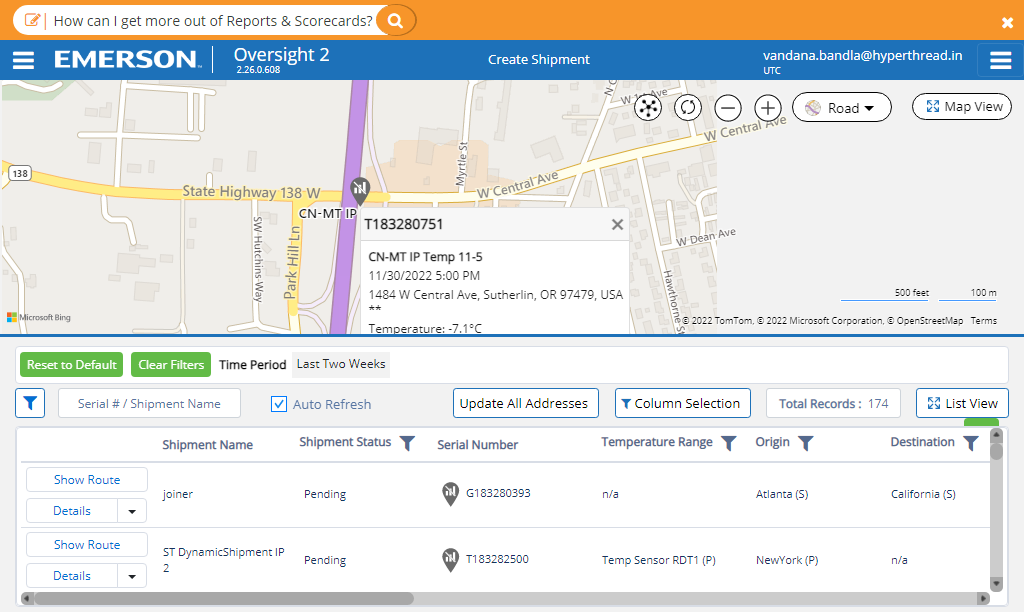 How can I get more out of Reports & Scorecards?
EMERSON
Oversight 2
2.26.0.608
Create Shipment
vandana.bandla@hyperthread.in
UTC
W Central Ave
Road
Map View
138
State Highway 138 W
Myrtle St
W Central Ave
CN-MT IP
SW Hutchins Way
Park Hill Ln
W Dean Ave
Hawthorne St
T183280751
CN-MT IP Temp 11-5
11/30/2022 5:00 PM
1484 W Central Ave, Sutherlin, OR 97479, USA
**
Temperature: -7.1°C
500 feet
100 m
Microsoft Bing
© 2022 TomTom, © 2022 Microsoft Corporation, © OpenStreetMap Terms
Reset to Default
Clear Filters
Time Period
Last Two Weeks
Serial # / Shipment Name
Auto Refresh
Update All Addresses
Column Selection
Total Records : 174
List View
Shipment Name
Shipment Status
Serial Number
Temperature Range
Origin
Destination
Show Route
Details
joiner
Pending
G183280393
n/a
Atlanta (S)
California (S)
Show Route
Details
ST DynamicShipment IP
2
Pending
T183282500
Temp Sensor RDT1 (P)
NewYork (P)
n/a